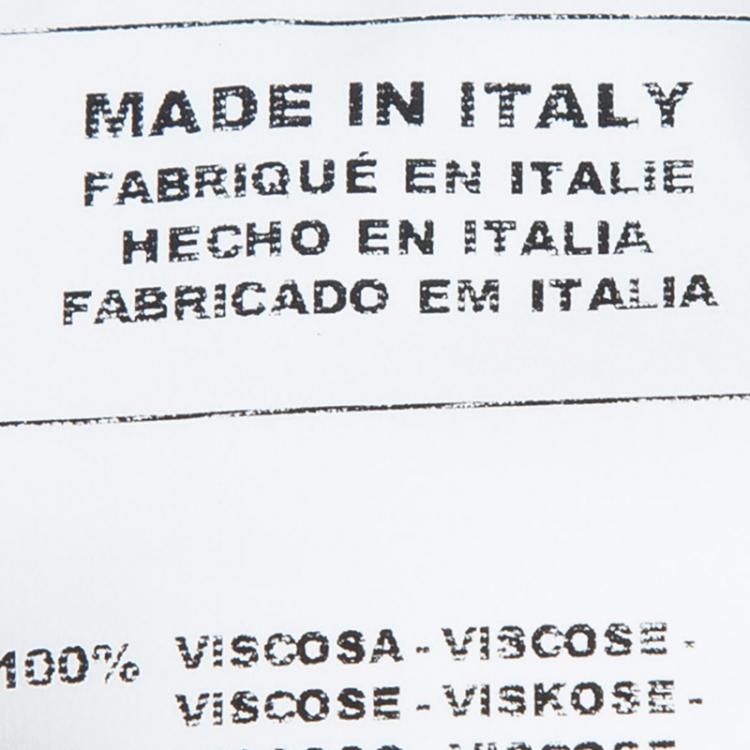 MADE IN ITALY
FABRIQUÉ EN ITALIE
HECHO EN ITALIA
FABRICADO EM ITALIA
100% VISCOSA - VISCOSE -
VISCOSE - VISKOSE -